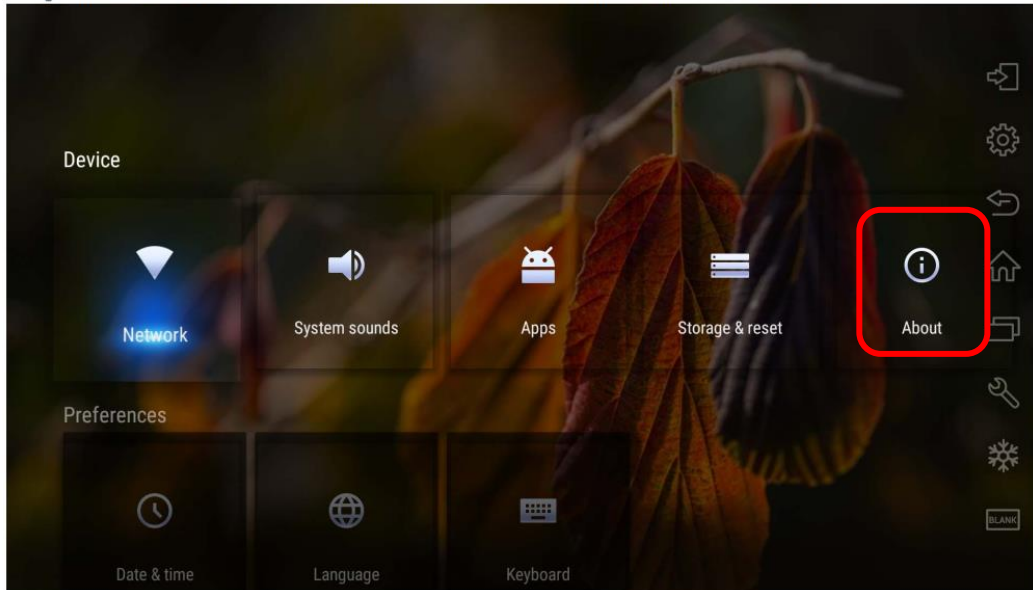 Device
Network
System sounds
Apps
Storage & reset
About
Preferences
Date & time
Language
Keyboard
BLANK